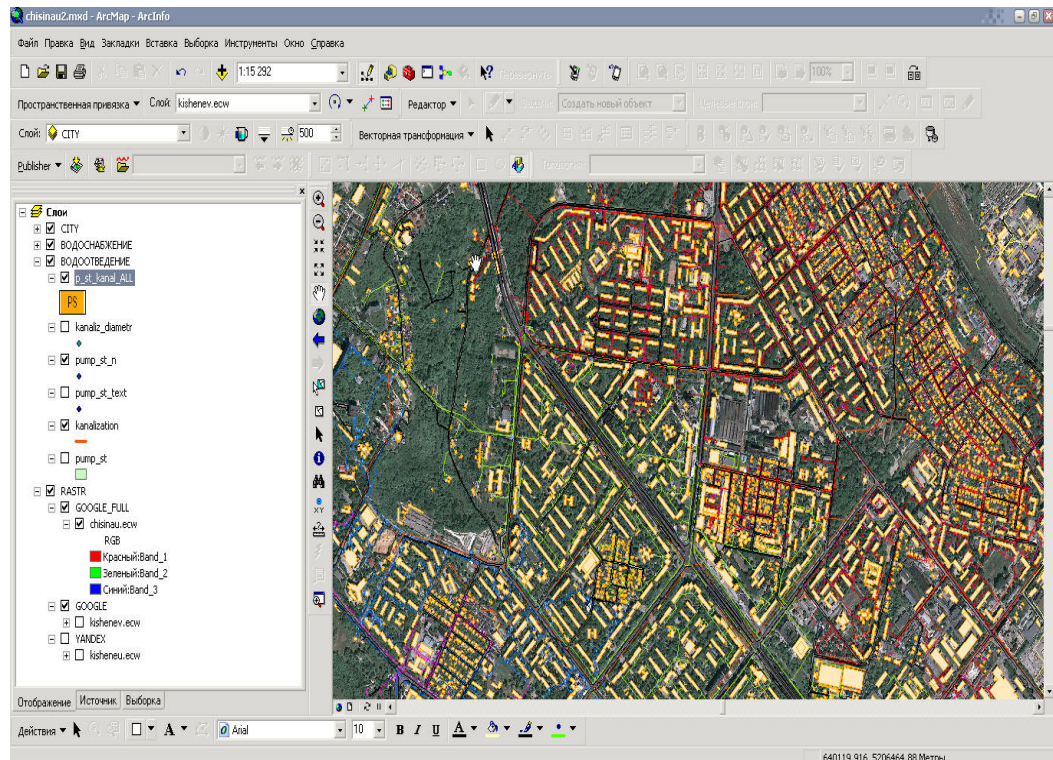 chisinau2.mxd - ArcMap - ArcInfo
Файл Правка Вид Закладки Вставка Выборка Инструменты Окно Справка
1:15 292
100%
Пространственная привязка Слой: kishenev.ecw Редактор Создать новый объект
Слой: CITY 500 Векторная трансформация
Publisher
Слои
CITY
ВОДОСНАБЖЕНИЕ
ВОДООТВЕДЕНИЕ
p_st_kanal_ALL
PS
kanaliz_diametr
pump_st_n
pump_st_text
kanalization
pump_st
RASTR
GOOGLE_FULL
chisinau.ecw
RGB
Красный:Band_1
Зеленый:Band_2
Синий:Band_3
GOOGLE
kishenev.ecw
YANDEX
kisheneu.ecw
XY
Отображение Источник Выборка
Действия A Arial 10 B I U A
640119,916 5206464,88 Метры